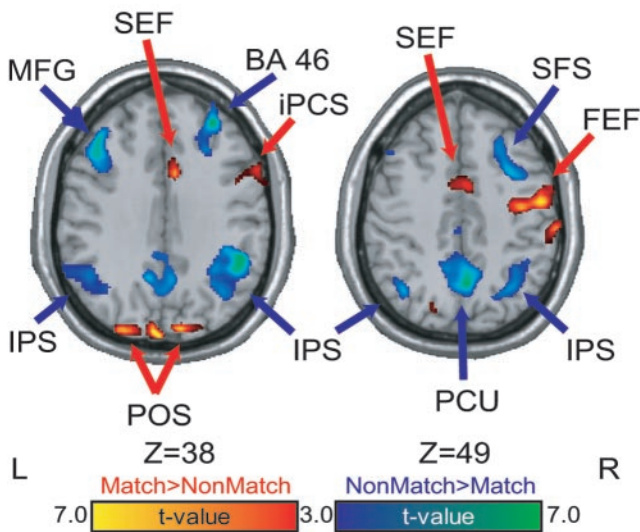 SEF
MFG
BA 46
iPCS
SEF
SFS
FEF
IPS
IPS
IPS
POS
PCU
L
Z=38
Z=49
R
Match>NonMatch
NonMatch>Match
7.0 t-value 3.0 t-value 7.0